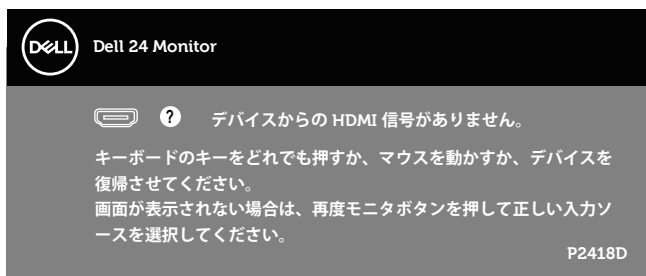 DELL
Dell 24 Monitor
? デバイスからの HDMI 信号がありません。
キーボードのキーをどれでも押すか、マウスを動かすか、デバイスを
復帰させてください。
画面が表示されない場合は、再度モニタボタンを押して正しい入力ソ
ースを選択してください。
P2418D